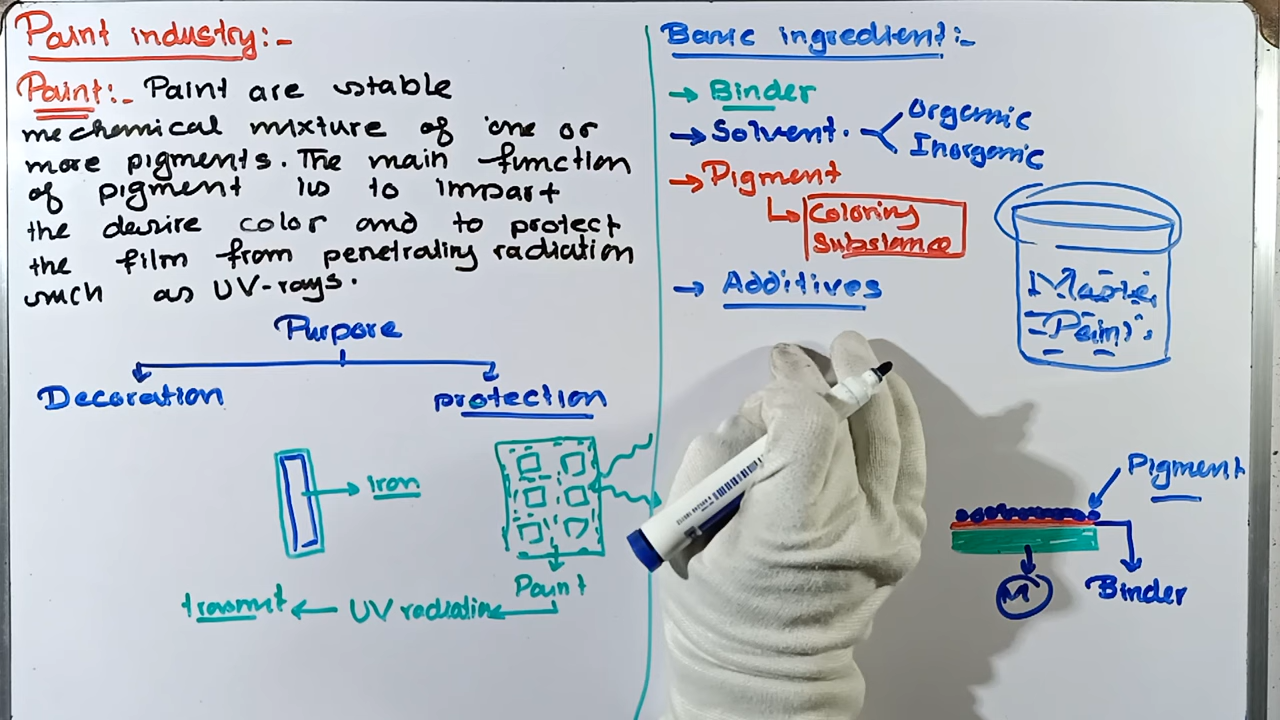 Paint industry:-
Paint:- Paint are stable
mechemical mixture of one or
more pigments. The main function
of pigment is to impart
the desire color and to protect
the film from penetrating radiation
such as UV-rays.
Purpose
Decoration
protection
iron
Paint
transmit ← UV radiation
Basic ingredient:-
→ Binder
→ Solvent.
Organic
Inorganic
→ Pigment
Coloring
Substance
→ Additives
Paint
Pigment
M
Binder